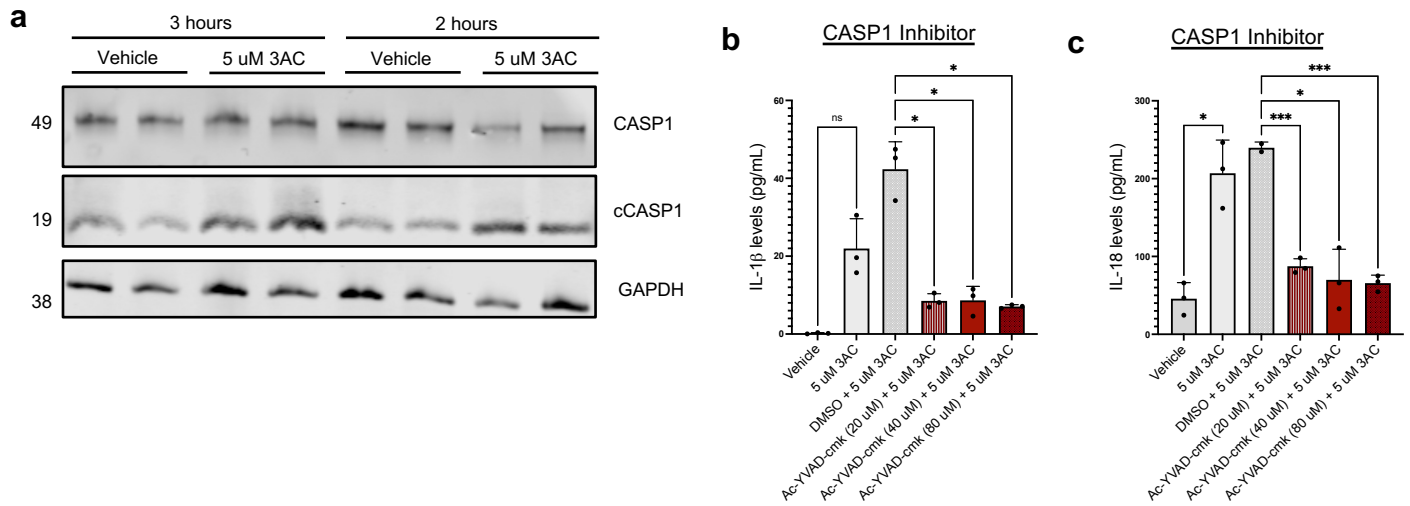 a
3 hours
2 hours
Vehicle
5 uM 3AC
Vehicle
5 uM 3AC
49
CASP1
19
cCASP1
38
GAPDH
b
CASP1 Inhibitor
*
*
ns
*
60
40
20
0
IL-1β levels (pg/mL)
Vehicle
5 uM 3AC
DMSO + 5 uM 3AC
Ac-YVAD-cmk (20 uM) + 5 uM 3AC
Ac-YVAD-cmk (40 uM) + 5 uM 3AC
Ac-YVAD-cmk (80 uM) + 5 uM 3AC
c
CASP1 Inhibitor
***
*
*
***
300
200
100
0
IL-18 levels (pg/mL)
Vehicle
5 uM 3AC
DMSO + 5 uM 3AC
Ac-YVAD-cmk (20 uM) + 5 uM 3AC
Ac-YVAD-cmk (40 uM) + 5 uM 3AC
Ac-YVAD-cmk (80 uM) + 5 uM 3AC